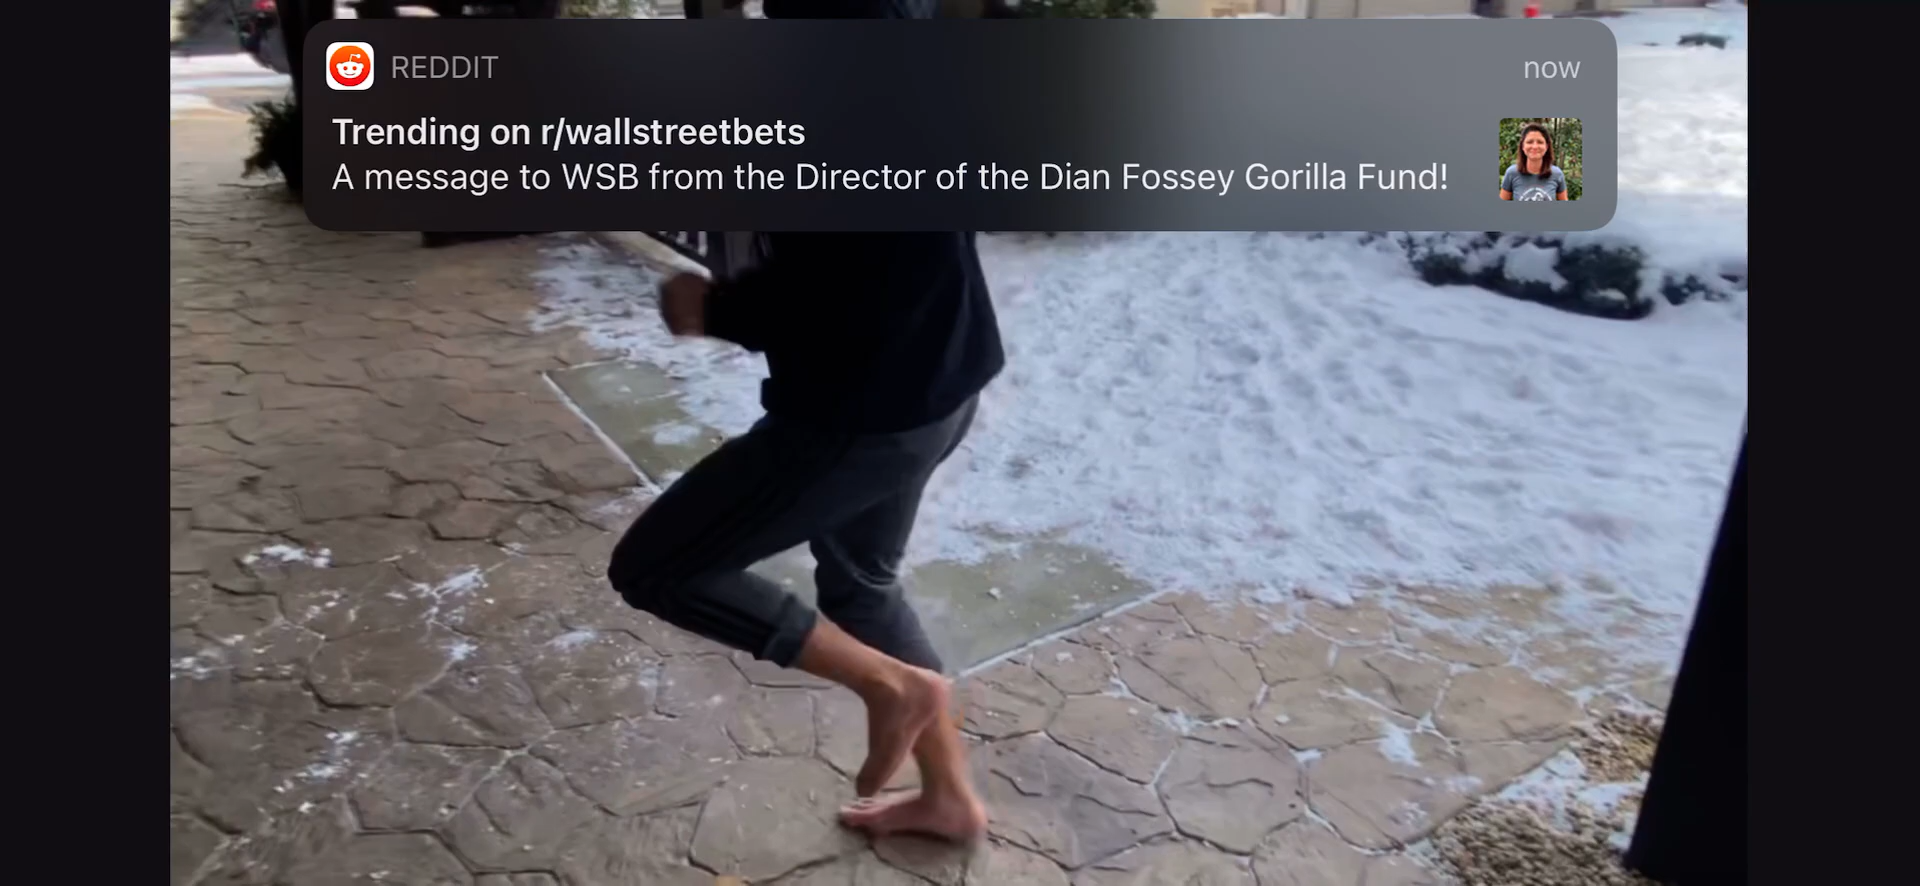 REDDIT
now
Trending on r/wallstreetbets
A message to WSB from the Director of the Dian Fossey Gorilla Fund!